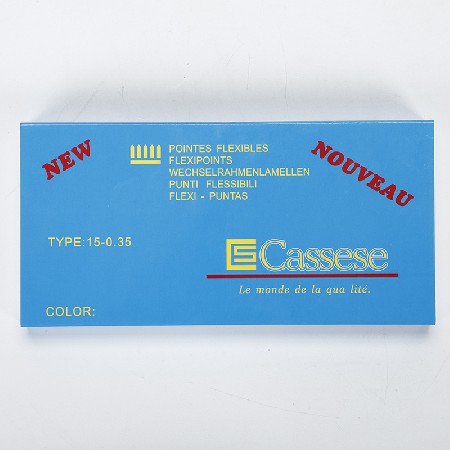 NEW
NOUVEAU
POINTES FLEXIBLES
FLEXIPOINTS
WECHSELRAHMENLAMELLEN
PUNTI FLESSIBILI
FLEXI - PUNTAS
TYPE:15-0.35
CS Cassese
Le monde de la qua lité.
COLOR: